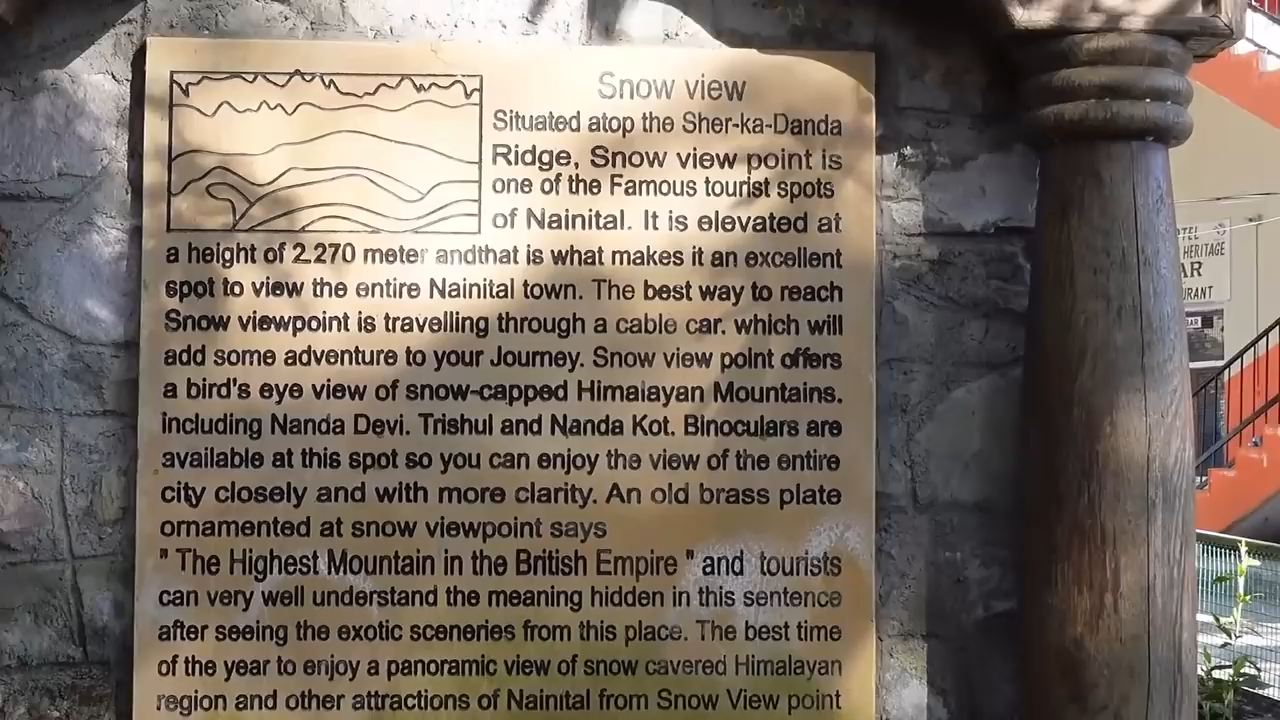 Snow view
Situated atop the Sher-ka-Danda
Ridge, Snow view point is
one of the Famous tourist spots
of Nainital. It is elevated at
a height of 2.270 meter andthat is what makes it an excellent
spot to view the entire Nainital town. The best way to reach
Snow viewpoint is travelling through a cable car. which will
add some adventure to your Journey. Snow view point offers
a bird's eye view of snow-capped Himalayan Mountains.
including Nanda Devi. Trishul and Nanda Kot. Binoculars are
available at this spot so you can enjoy the view of the entire
city closely and with more clarity. An old brass plate
ornamented at snow viewpoint says
" The Highest Mountain in the British Empire " and tourists
can very well understand the meaning hidden in this sentence
after seeing the exotic sceneries from this place. The best time
of the year to enjoy a panoramic view of snow cavered Himalayan
region and other attractions of Nainital from Snow View point
HERITAGE